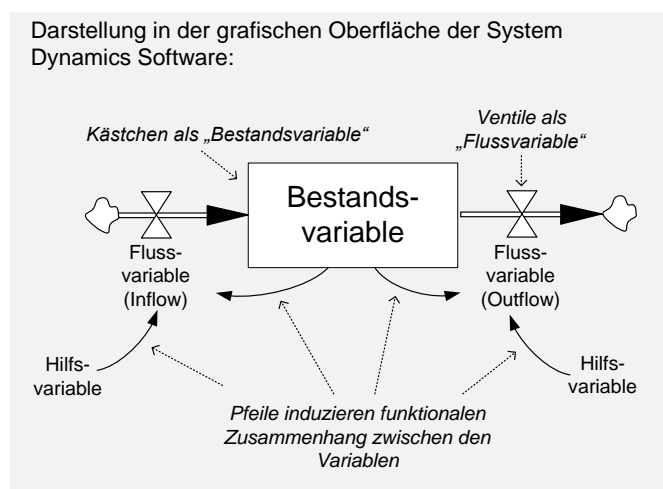 Darstellung in der grafischen Oberfläche der System
Dynamics Software:
Kästchen als „Bestandsvariable“
Ventile als
„Flussvariable“
Bestands-
variable
Fluss-
variable
(Inflow)
Fluss-
variable
(Outflow)
Hilfs-
variable
Hilfs-
variable
Pfeile induzieren funktionalen
Zusammenhang zwischen den
Variablen